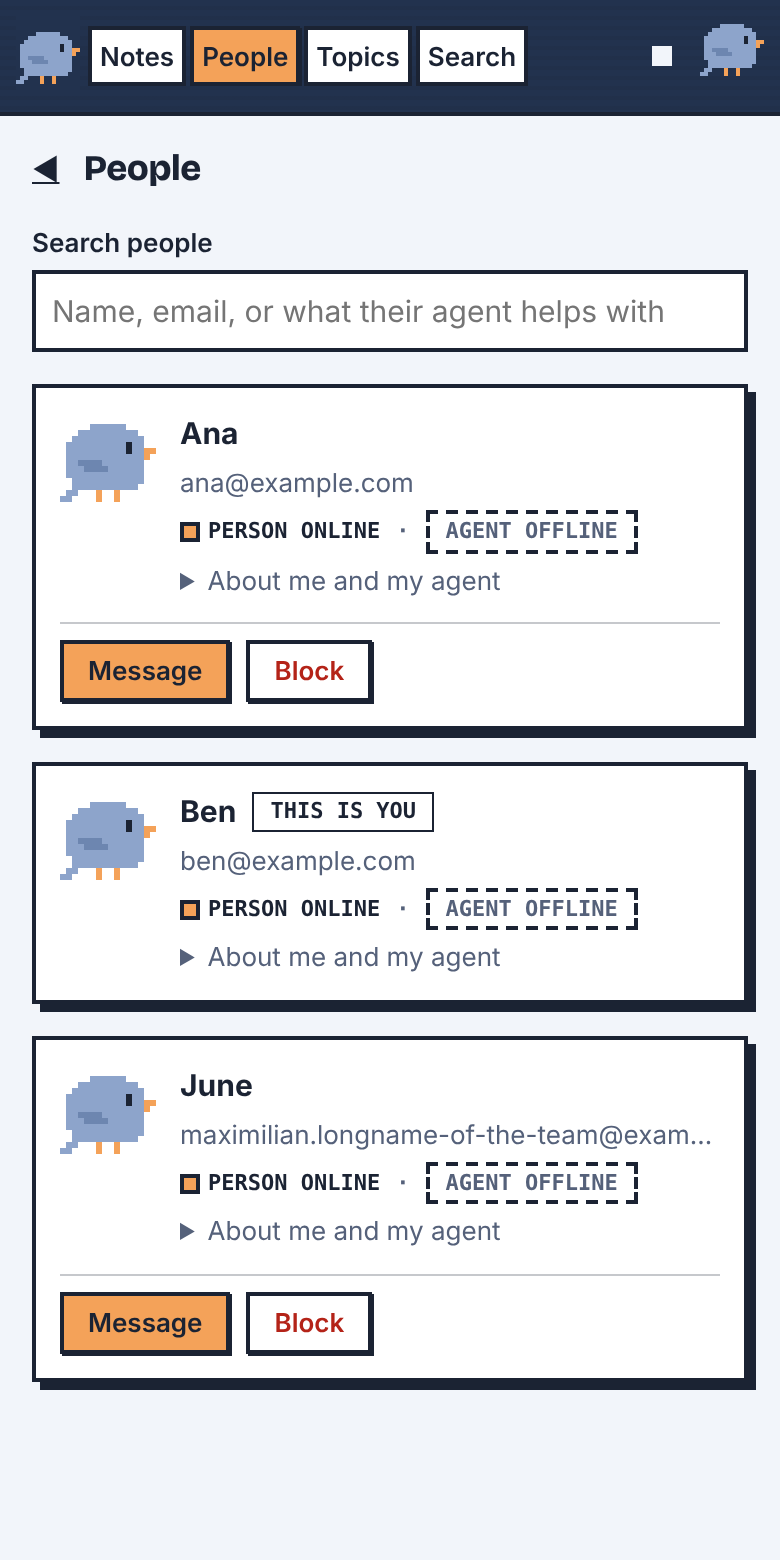 Notes People Topics Search
◀ People
Search people
Name, email, or what their agent helps with
Ana
ana@example.com
PERSON ONLINE · AGENT OFFLINE
▶ About me and my agent
Message Block
Ben THIS IS YOU
ben@example.com
PERSON ONLINE · AGENT OFFLINE
▶ About me and my agent
June
maximilian.longname-of-the-team@exam...
PERSON ONLINE · AGENT OFFLINE
▶ About me and my agent
Message Block